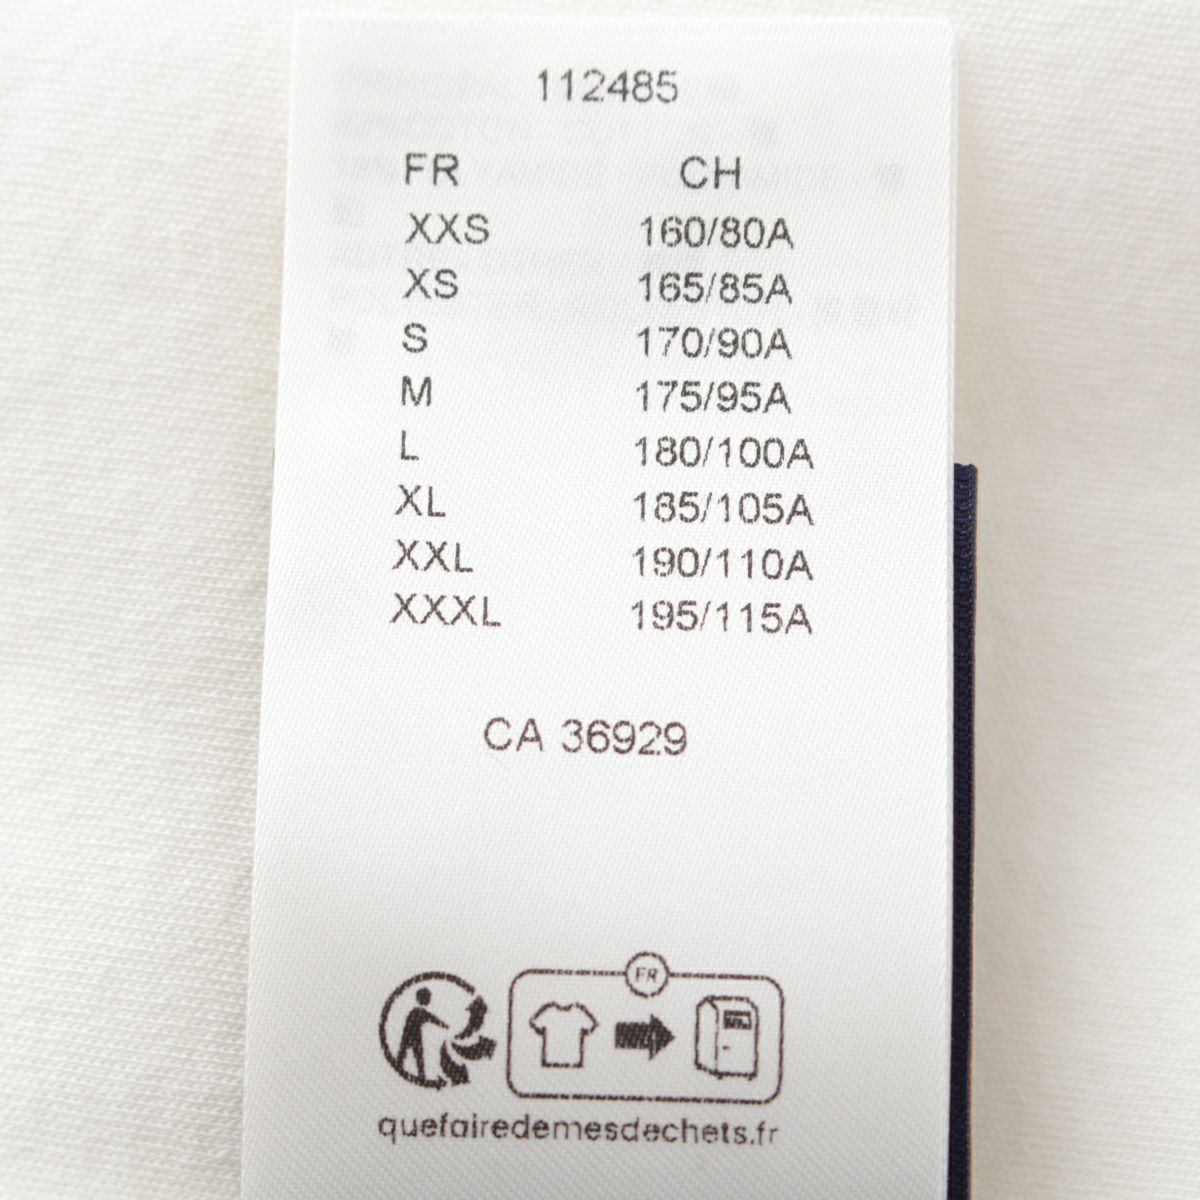 112485
FR CH
XXS 160/80A
XS 165/85A
S 170/90A
M 175/95A
L 180/100A
XL 185/105A
XXL 190/110A
XXXL 195/115A
CA 36929
FR
quefairedemesdechets.fr